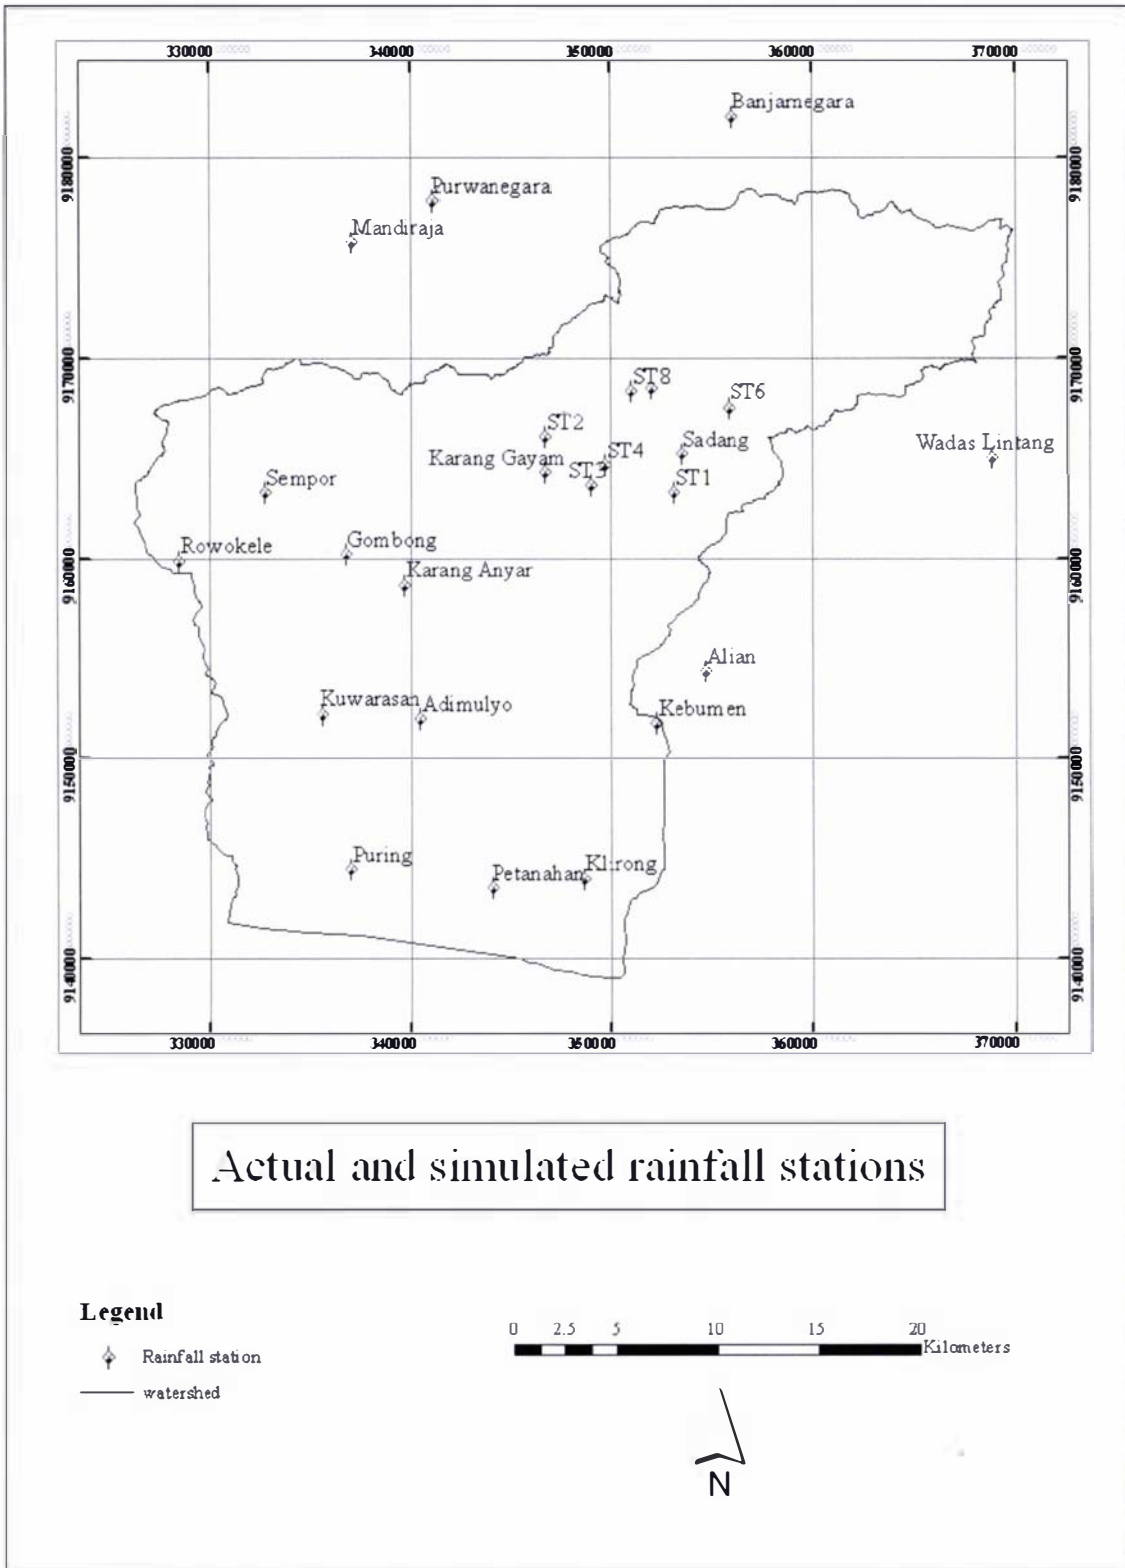 330000 340000 350000 360000 370000
Banjarnegara
9180000
9180000
Purwanegara
Mandiraja
9170000
9170000
ST8
ST6
ST2
Sadang
Wadas Lintang
ST4
Karang Gayam
ST3
Sempor
ST1
Rowokele
Gombong
9160000
9160000
Karang Anyar
Alian
Kuwarasan
Adimulyo
Kebumen
9150000
9150000
Puring
Petanahan
Klirong
9140000
9140000
330000 340000 350000 360000 370000
Actual and simulated rainfall stations
Legend
Rainfall station
watershed
0 2.5 5 10 15 20
Kilometers
N